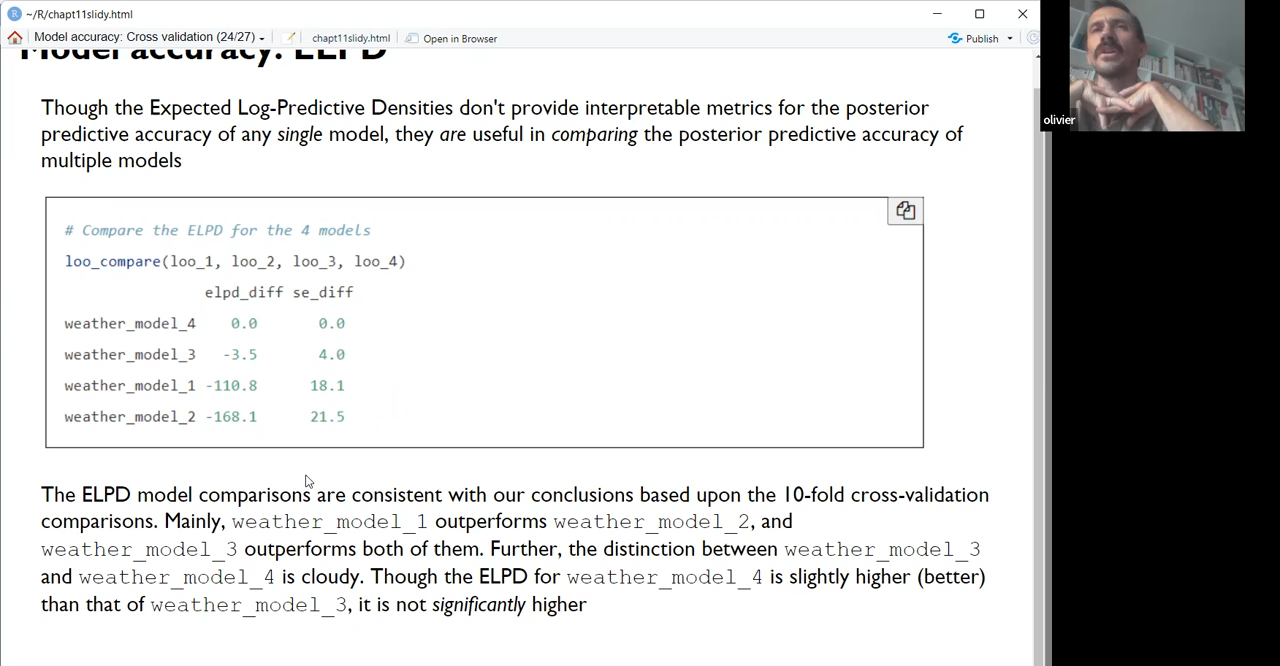 ~/R/chapt11slidy.html
Model accuracy: Cross validation (24/27)
chapt11slidy.html
Open in Browser
Publish
Model accuracy: ELPD
Though the Expected Log-Predictive Densities don't provide interpretable metrics for the posterior
predictive accuracy of any single model, they are useful in comparing the posterior predictive accuracy of
multiple models
# Compare the ELPD for the 4 models
loo_compare(loo_1, loo_2, loo_3, loo_4)
elpd_diff se_diff
weather_model_4 0.0 0.0
weather_model_3 -3.5 4.0
weather_model_1 -110.8 18.1
weather_model_2 -168.1 21.5
The ELPD model comparisons are consistent with our conclusions based upon the 10-fold cross-validation
comparisons. Mainly, weather_model_1 outperforms weather_model_2, and
weather_model_3 outperforms both of them. Further, the distinction between weather_model_3
and weather_model_4 is cloudy. Though the ELPD for weather_model_4 is slightly higher (better)
than that of weather_model_3, it is not significantly higher
olivier